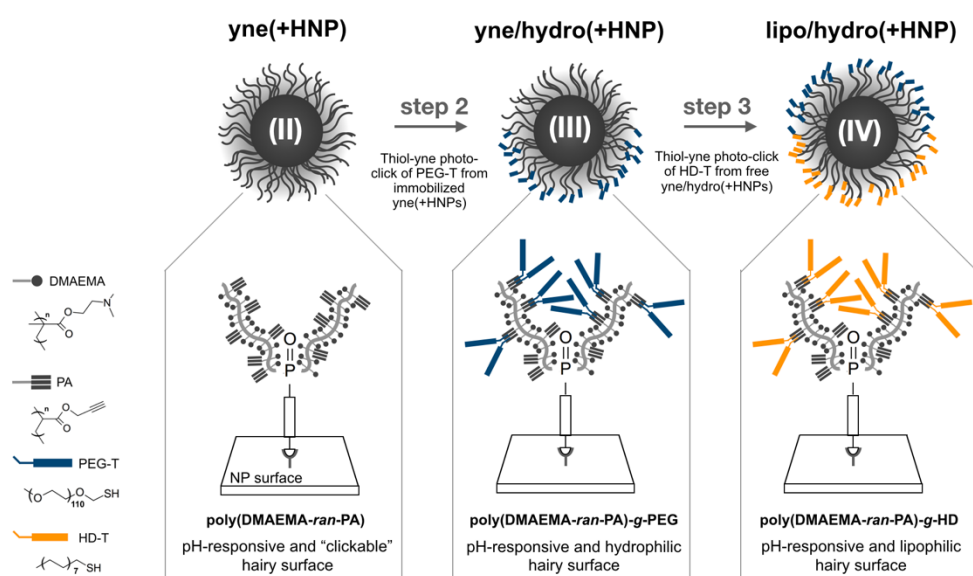 yne(+HNP)
yne/hydro(+HNP)
lipo/hydro(+HNP)
(II)
step 2
Thiol-yne photo-
click of PEG-T from
immobilized
yne(+HNPs)
(III)
step 3
Thiol-yne photo-click
of HD-T from free
yne/hydro(+HNPs)
(IV)
DMAEMA
n
O
O
N
PA
n
O
O
PEG-T
O
110
O
SH
HD-T
7
SH
O
P
NP surface
poly(DMAEMA-ran-PA)
pH-responsive and “clickable”
hairy surface
O
P
poly(DMAEMA-ran-PA)-g-PEG
pH-responsive and hydrophilic
hairy surface
O
P
poly(DMAEMA-ran-PA)-g-HD
pH-responsive and lipophilic
hairy surface